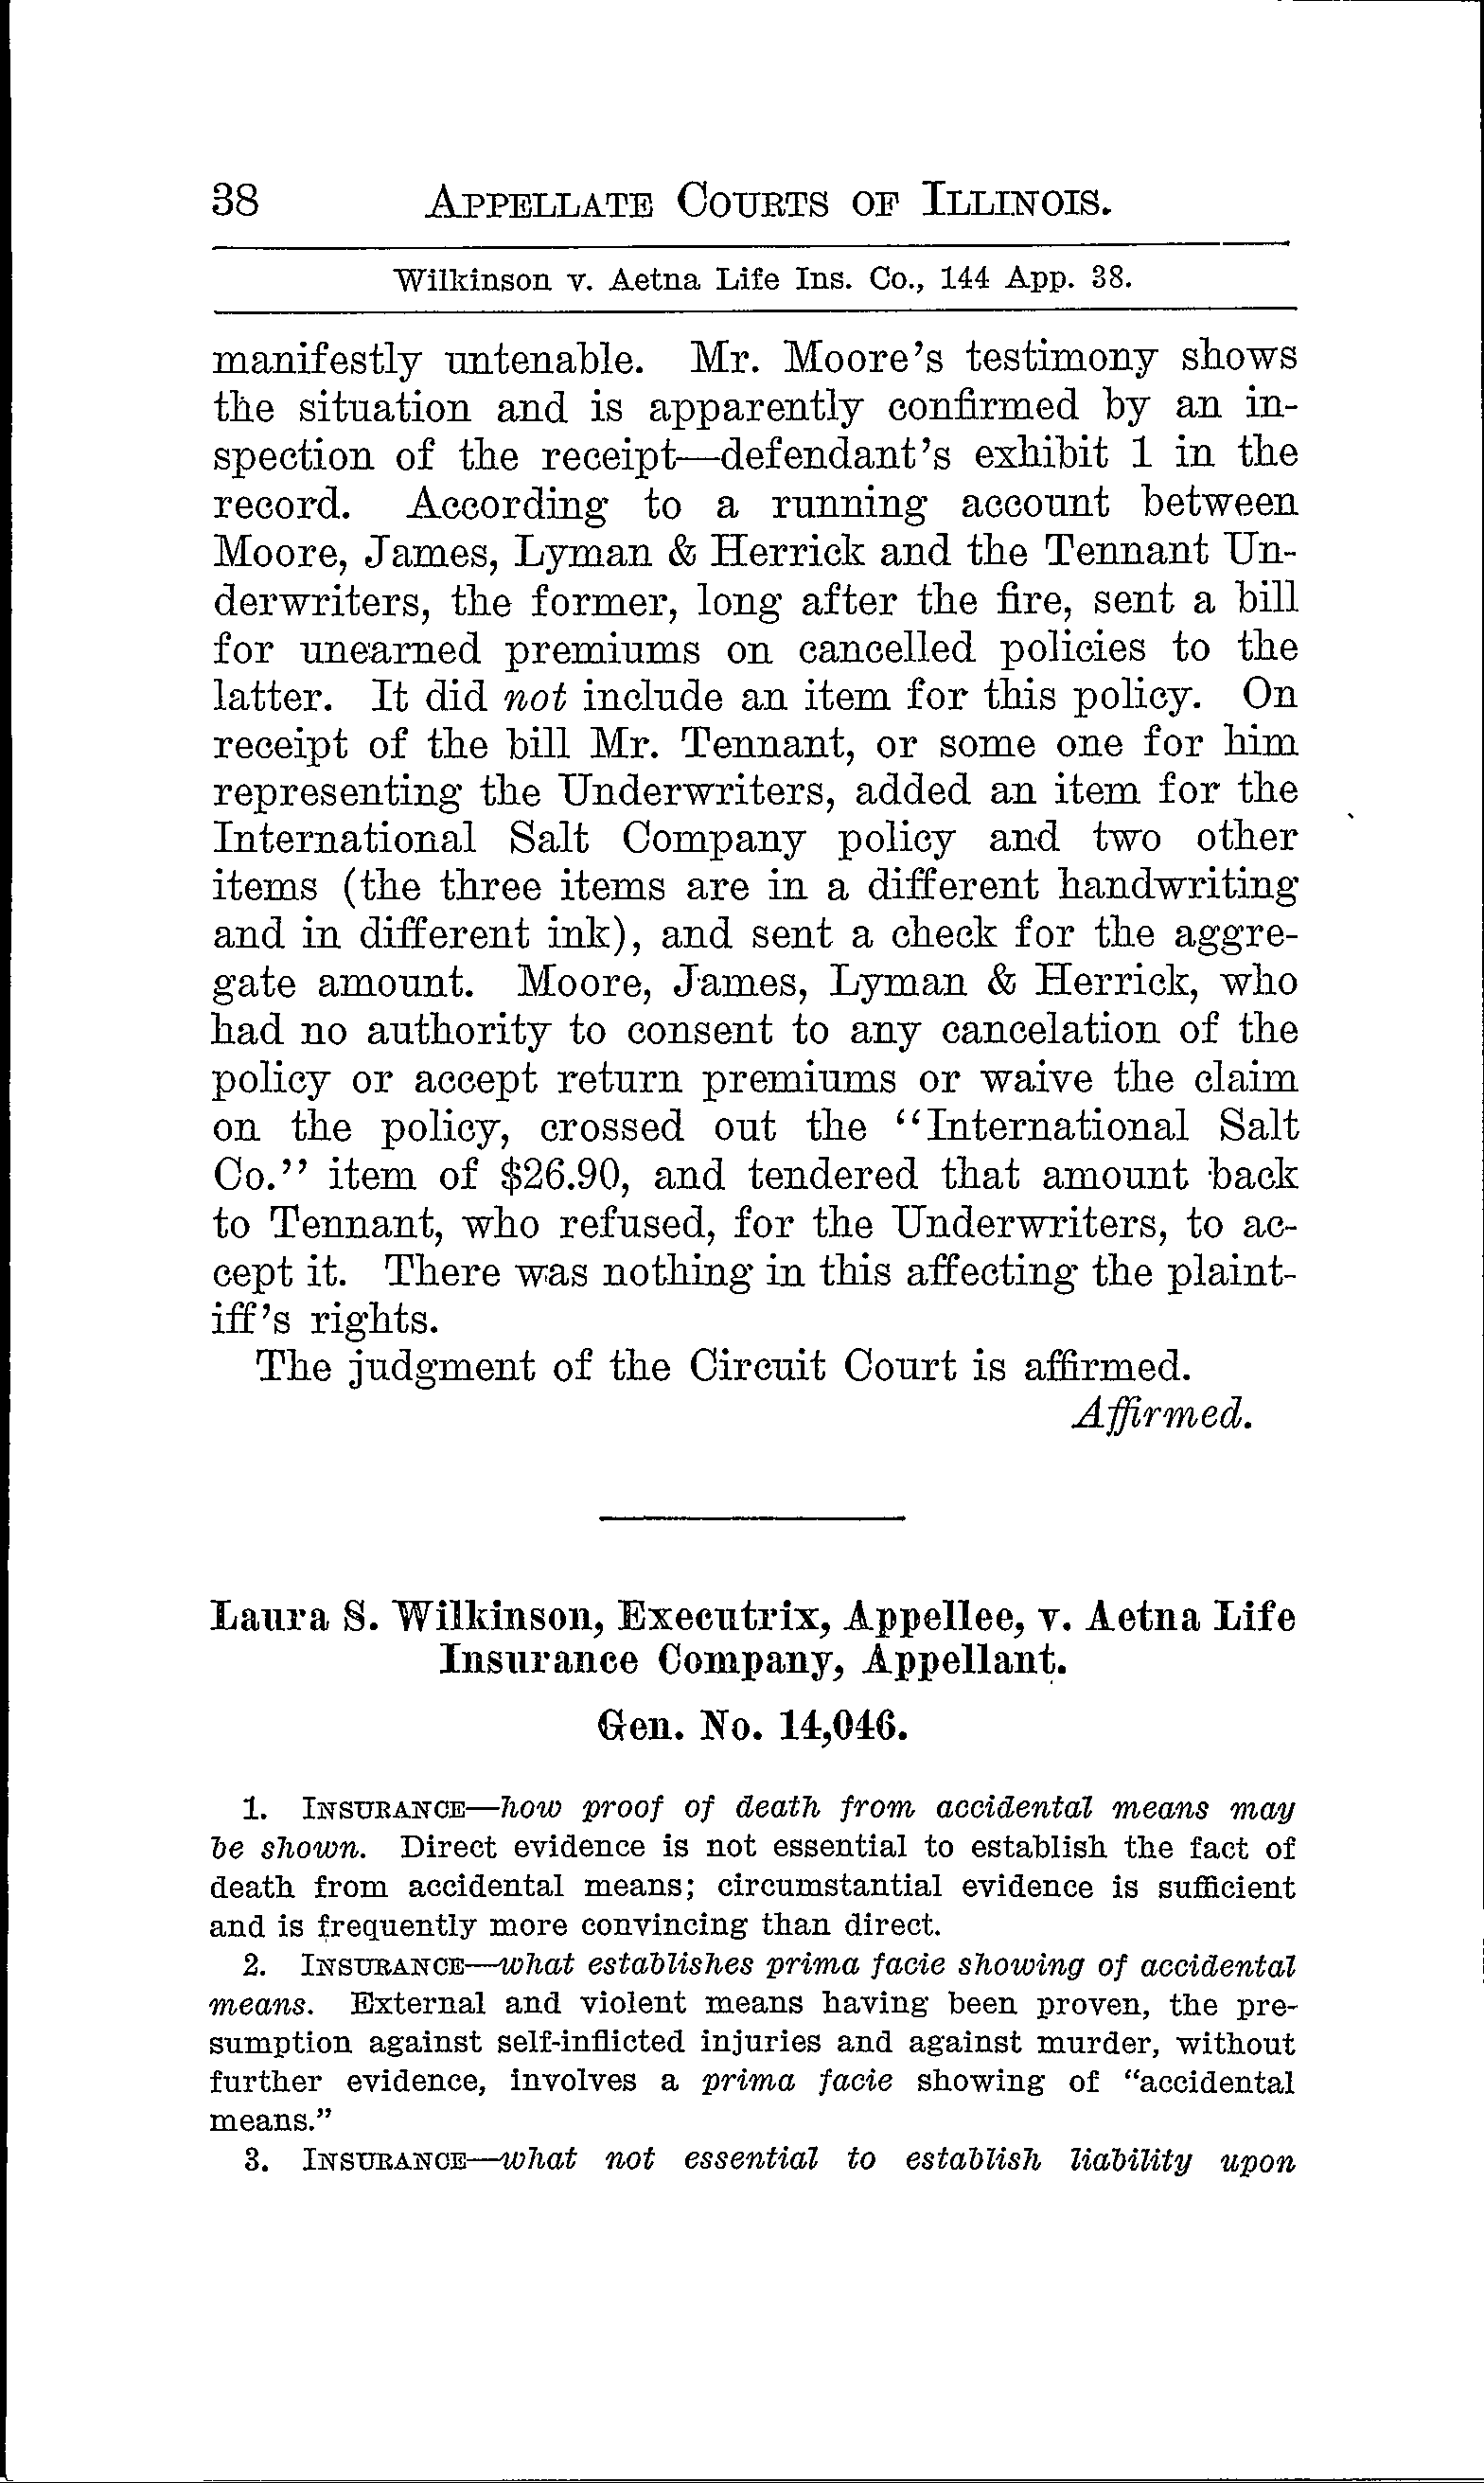 38 APPELLATE COURTS OF ILLINOIS.
Wilkinson v. Aetna Life Ins. Co., 144 App. 38.
manifestly untenable. Mr. Moore's testimony shows
the situation and is apparently confirmed by an in-
spection of the receipt—defendant's exhibit 1 in the
record. According to a running account between
Moore, James, Lyman & Herrick and the Tennant Un-
derwriters, the former, long after the fire, sent a bill
for unearned premiums on cancelled policies to the
latter. It did not include an item for this policy. On
receipt of the bill Mr. Tennant, or some one for him
representing the Underwriters, added an item for the
International Salt Company policy and two other
items (the three items are in a different handwriting
and in different ink), and sent a check for the aggre-
gate amount. Moore, James, Lyman & Herrick, who
had no authority to consent to any cancelation of the
policy or accept return premiums or waive the claim
on the policy, crossed out the "International Salt
Co." item of $26.90, and tendered that amount back
to Tennant, who refused, for the Underwriters, to ac-
cept it. There was nothing in this affecting the plaint-
iff's rights.
The judgment of the Circuit Court is affirmed.
Affirmed.
Laura S. Wilkinson, Executrix, Appellee, v. Aetna Life
Insurance Company, Appellant.
Gen. No. 14,046.
1. INSURANCE—how proof of death from accidental means may
be shown. Direct evidence is not essential to establish the fact of
death from accidental means; circumstantial evidence is sufficient
and is frequently more convincing than direct.
2. INSURANCE—what establishes prima facie showing of accidental
means. External and violent means having been proven, the pre-
sumption against self-inflicted injuries and against murder, without
further evidence, involves a prima facie showing of "accidental
means."
3. INSURANCE—what not essential to establish liability upon